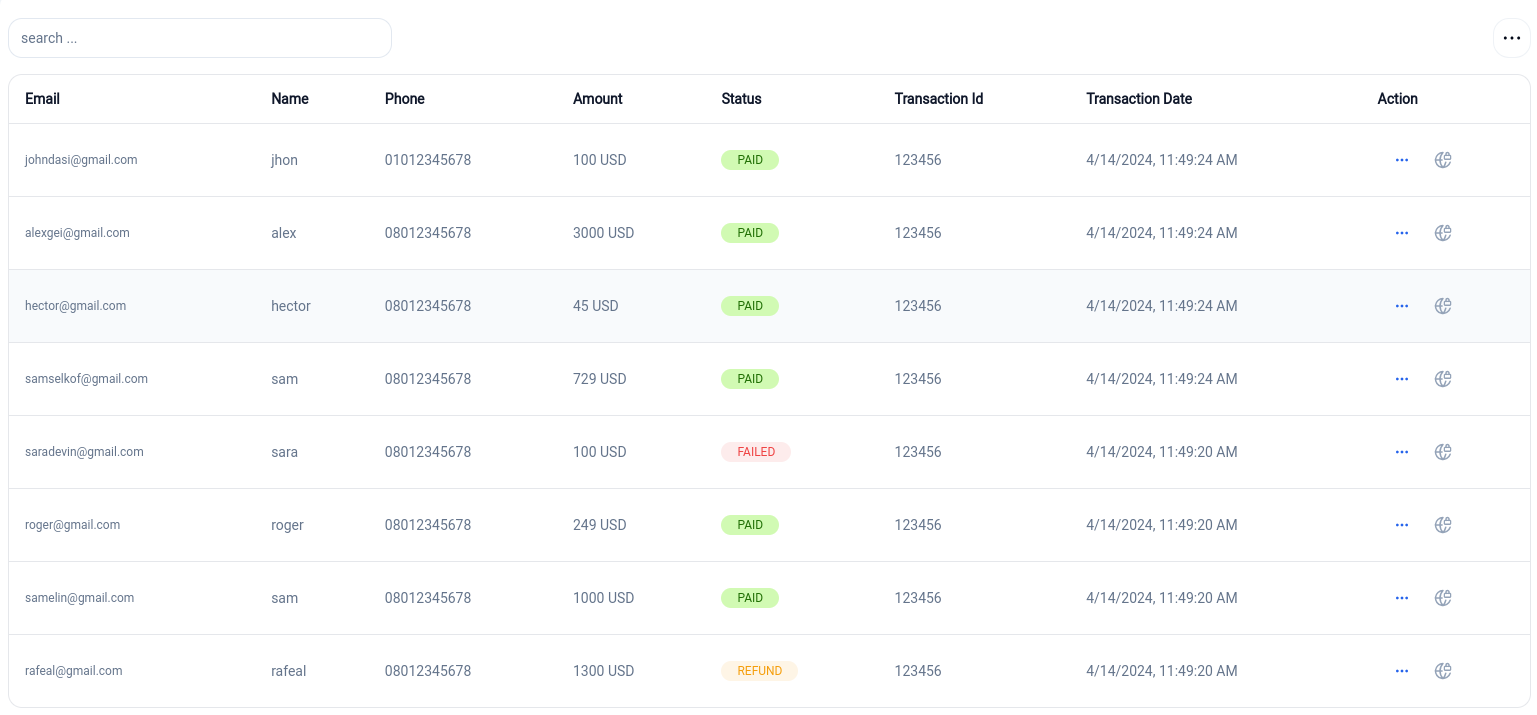 search ...
Email Name Phone Amount Status Transaction Id Transaction Date Action
johndasi@gmail.com jhon 01012345678 100 USD PAID 123456 4/14/2024, 11:49:24 AM
alexgei@gmail.com alex 08012345678 3000 USD PAID 123456 4/14/2024, 11:49:24 AM
hector@gmail.com hector 08012345678 45 USD PAID 123456 4/14/2024, 11:49:24 AM
samselkof@gmail.com sam 08012345678 729 USD PAID 123456 4/14/2024, 11:49:24 AM
saradevin@gmail.com sara 08012345678 100 USD FAILED 123456 4/14/2024, 11:49:20 AM
roger@gmail.com roger 08012345678 249 USD PAID 123456 4/14/2024, 11:49:20 AM
samelin@gmail.com sam 08012345678 1000 USD PAID 123456 4/14/2024, 11:49:20 AM
rafeal@gmail.com rafeal 08012345678 1300 USD REFUND 123456 4/14/2024, 11:49:20 AM